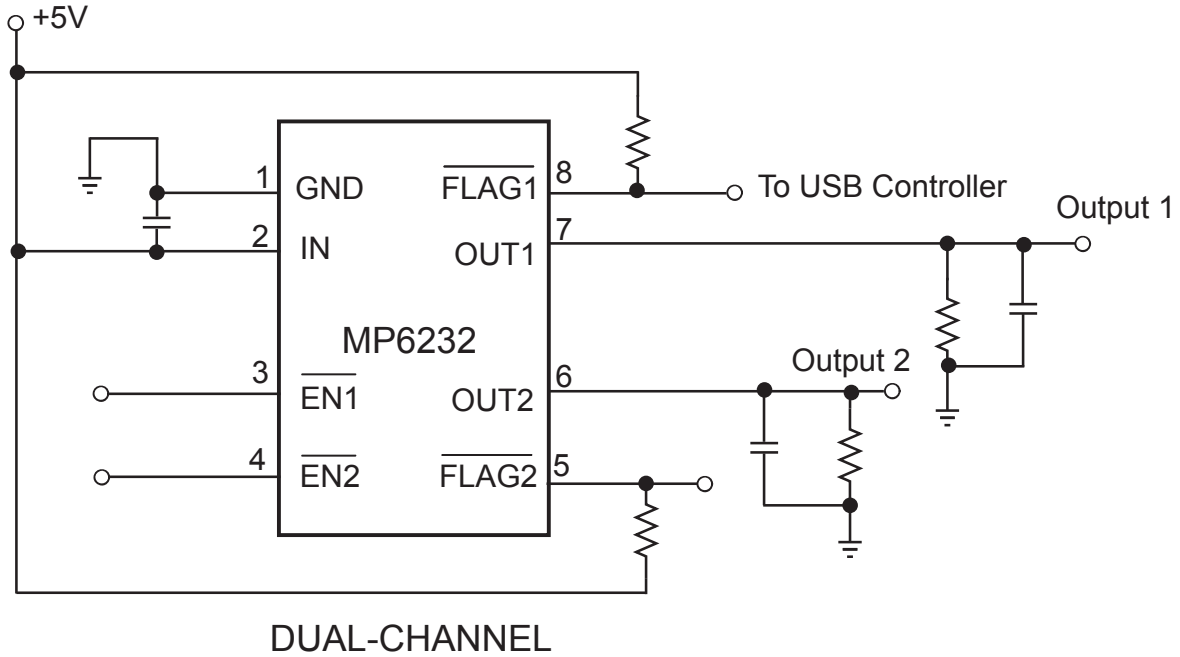 +5V
1 GND
2 IN
3 EN1
4 EN2
MP6232
FLAG1 8
OUT1 7
OUT2 6
FLAG2 5
To USB Controller
Output 1
Output 2
DUAL-CHANNEL